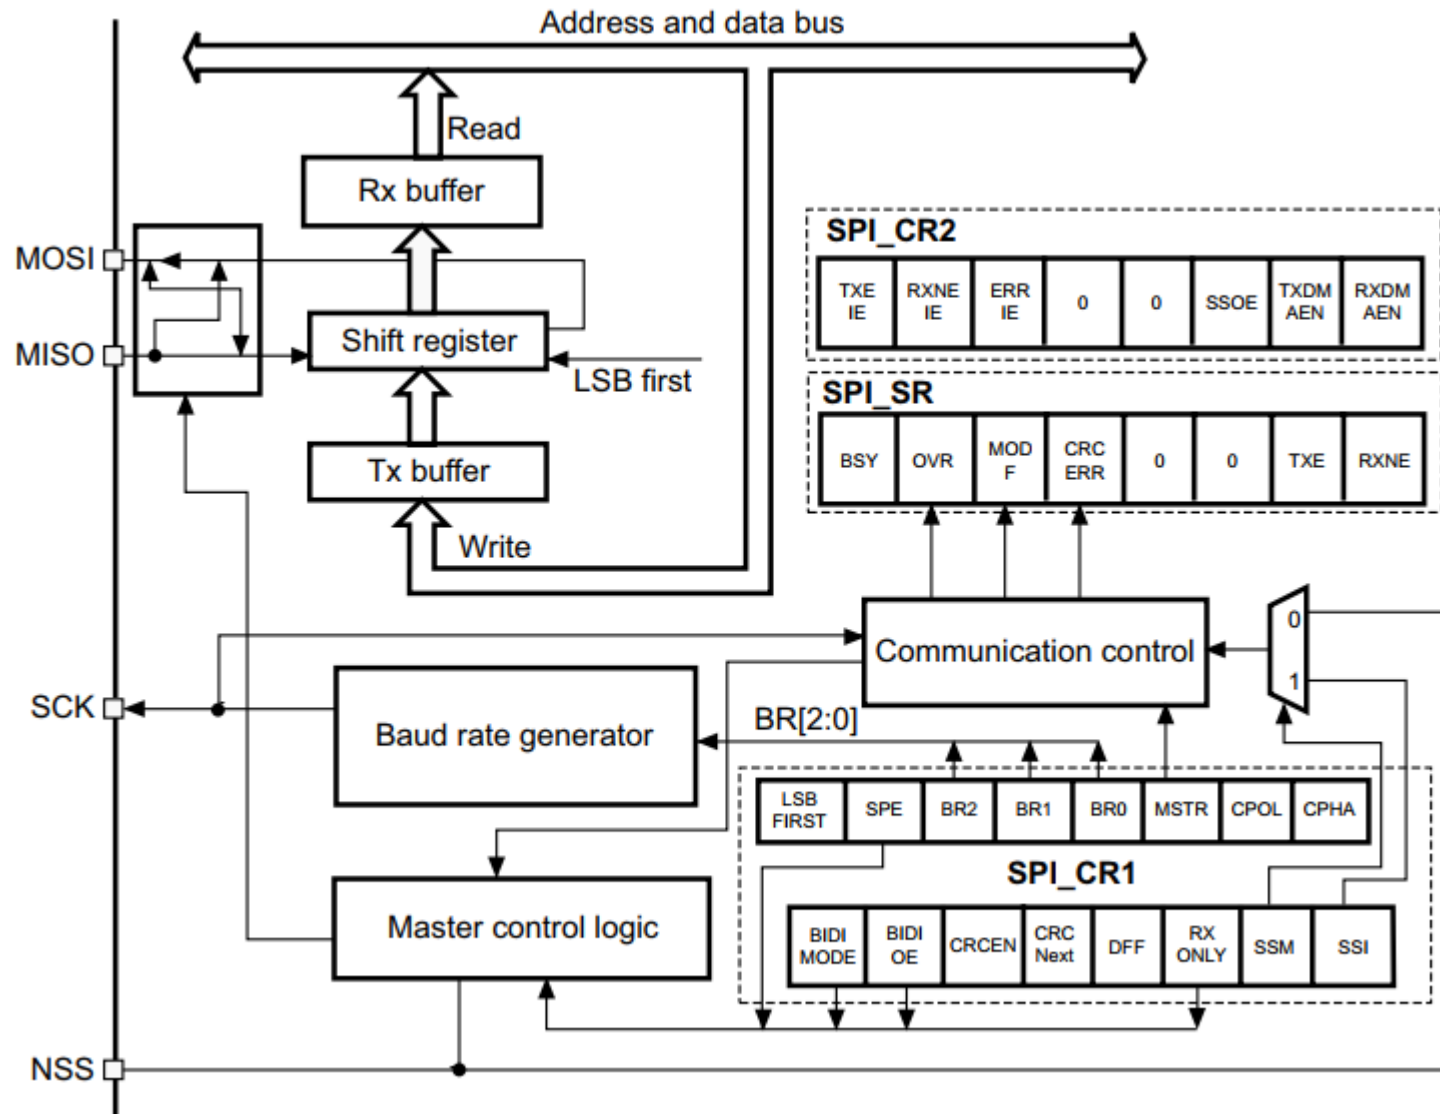 Address and data bus
Read
Rx buffer
MOSI
MISO
Shift register
LSB first
Tx buffer
Write
SPI_CR2
TXE
IE
RXNE
IE
ERR
IE
0
0
SSOE
TXDM
AEN
RXDM
AEN
SPI_SR
BSY
OVR
MOD
F
CRC
ERR
0
0
TXE
RXNE
Communication control
0
1
SCK
Baud rate generator
BR[2:0]
LSB
FIRST
SPE
BR2
BR1
BR0
MSTR
CPOL
CPHA
SPI_CR1
Master control logic
BIDI
MODE
BIDI
OE
CRCEN
CRC
Next
DFF
RX
ONLY
SSM
SSI
NSS